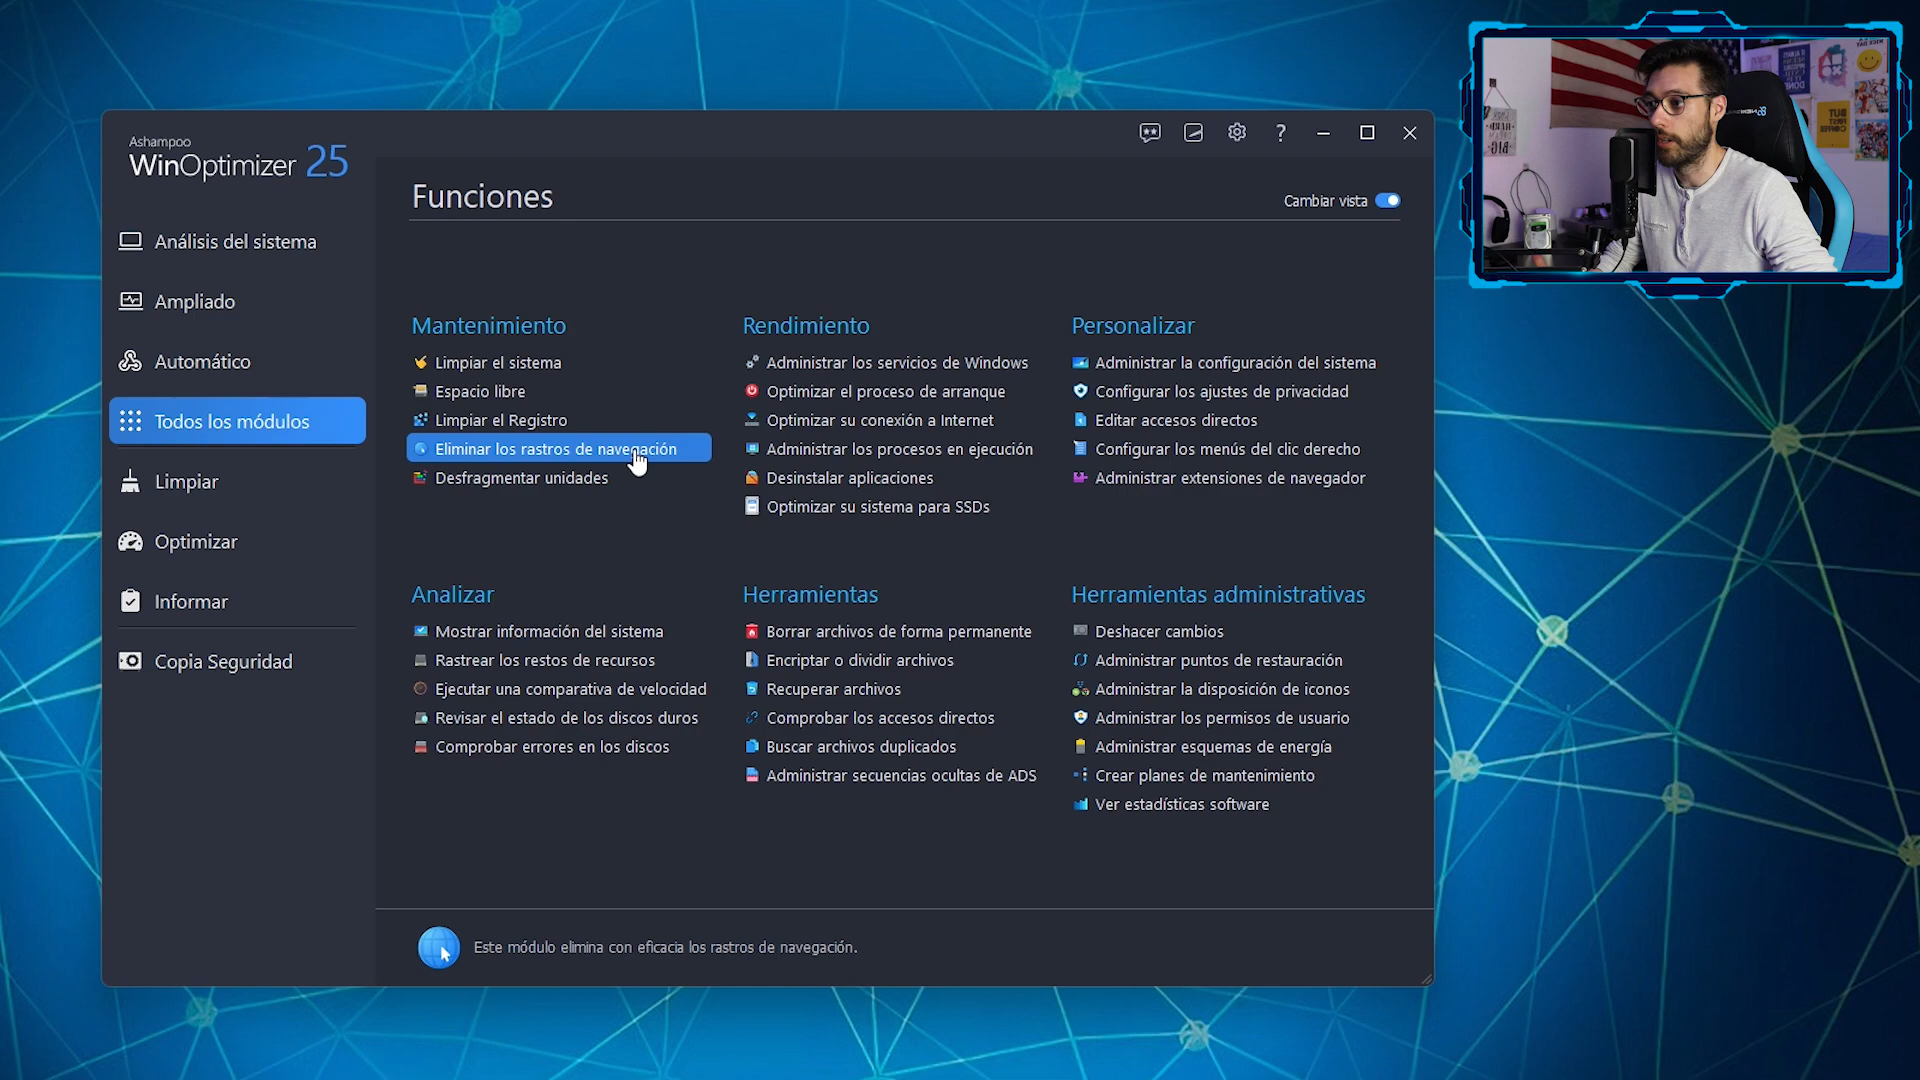 Ashampoo
WinOptimizer 25
Análisis del sistema
Ampliado
Automático
Todos los módulos
Limpiar
Optimizar
Informar
Copia Seguridad
Funciones
Cambiar vista
Mantenimiento
Limpiar el sistema
Espacio libre
Limpiar el Registro
Eliminar los rastros de navegación
Desfragmentar unidades
Rendimiento
Administrar los servicios de Windows
Optimizar el proceso de arranque
Optimizar su conexión a Internet
Administrar los procesos en ejecución
Desinstalar aplicaciones
Optimizar su sistema para SSDs
Personalizar
Administrar la configuración del sistema
Configurar los ajustes de privacidad
Editar accesos directos
Configurar los menús del clic derecho
Administrar extensiones de navegador
Analizar
Mostrar información del sistema
Rastrear los restos de recursos
Ejecutar una comparativa de velocidad
Revisar el estado de los discos duros
Comprobar errores en los discos
Herramientas
Borrar archivos de forma permanente
Encriptar o dividir archivos
Recuperar archivos
Comprobar los accesos directos
Buscar archivos duplicados
Administrar secuencias ocultas de ADS
Herramientas administrativas
Deshacer cambios
Administrar puntos de restauración
Administrar la disposición de iconos
Administrar los permisos de usuario
Administrar esquemas de energía
Crear planes de mantenimiento
Ver estadísticas software
Este módulo elimina con eficacia los rastros de navegación.